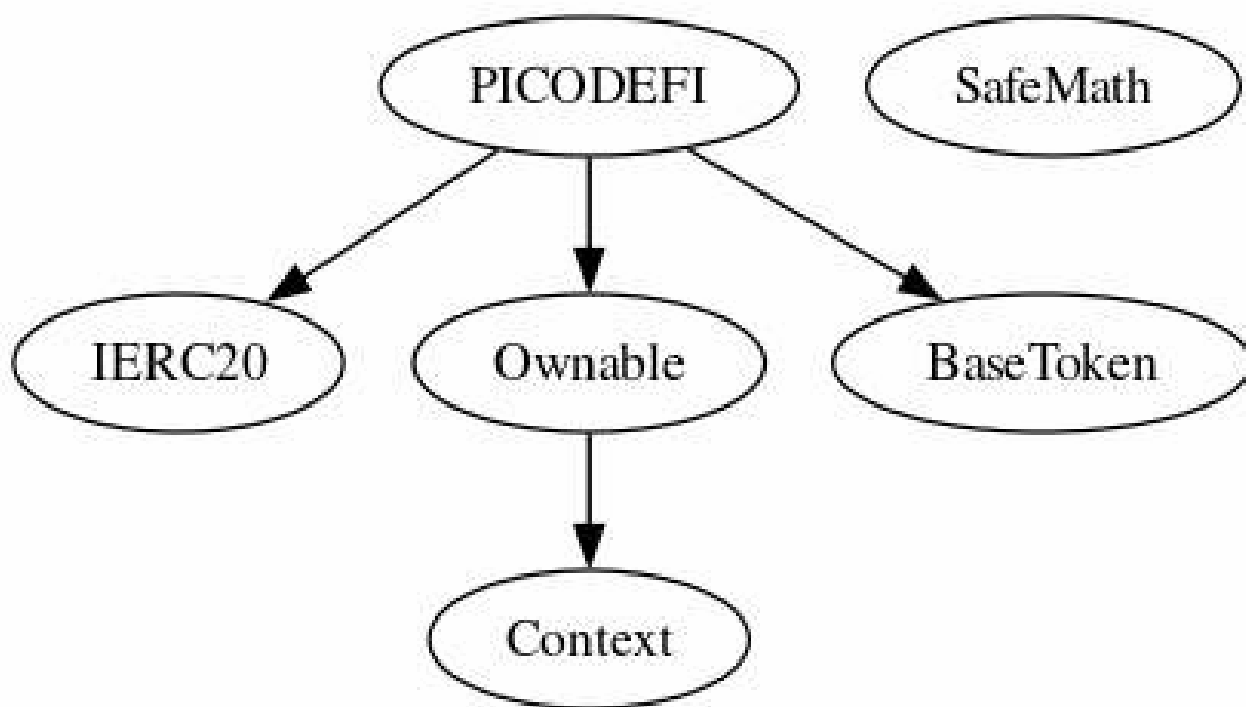 PICODEFI
SafeMath
IERC20
Ownable
BaseToken
Context